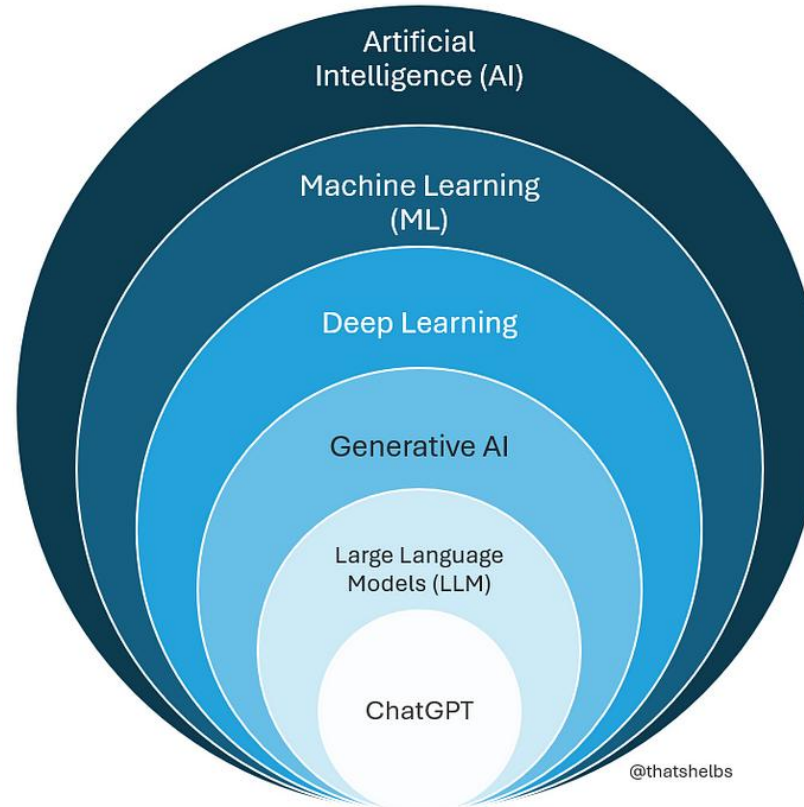 Artificial
Intelligence (AI)
Machine Learning
(ML)
Deep Learning
Generative AI
Large Language
Models (LLM)
ChatGPT
@thatshelbs